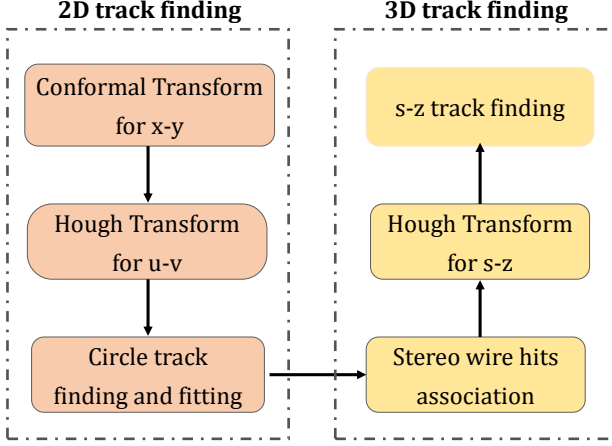 2D track finding
Conformal Transform
for x-y
Hough Transform
for u-v
Circle track
finding and fitting
3D track finding
s-z track finding
Hough Transform
for s-z
Stereo wire hits
association